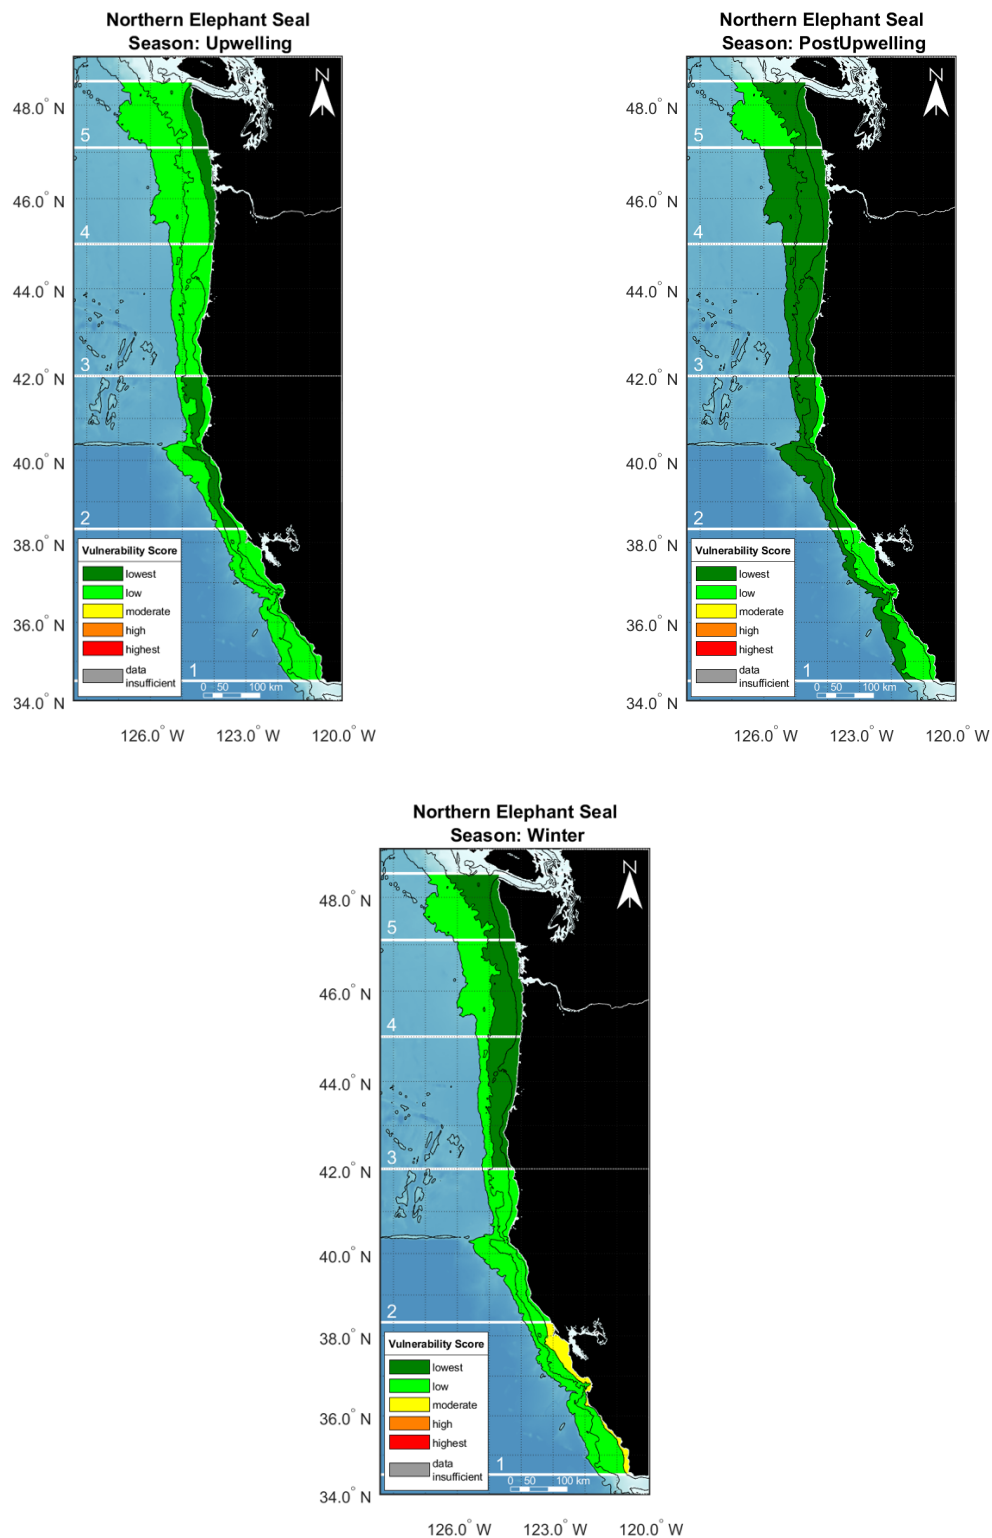 Northern Elephant Seal
Season: Upwelling
N
48.0° N
5
46.0° N
4
44.0° N
3
42.0° N
40.0° N
2
38.0° N
Vulnerability Score
lowest
low
moderate
high
highest
data
insufficient
36.0° N
1
0 50 100 km
34.0° N
126.0° W 123.0° W 120.0° W
Northern Elephant Seal
Season: PostUpwelling
N
48.0° N
5
46.0° N
4
44.0° N
3
42.0° N
40.0° N
2
38.0° N
Vulnerability Score
lowest
low
moderate
high
highest
data
insufficient
36.0° N
1
0 50 100 km
34.0° N
126.0° W 123.0° W 120.0° W
Northern Elephant Seal
Season: Winter
N
48.0° N
5
46.0° N
4
44.0° N
3
42.0° N
40.0° N
2
38.0° N
Vulnerability Score
lowest
low
moderate
high
highest
data
insufficient
36.0° N
1
0 50 100 km
34.0° N
126.0° W 123.0° W 120.0° W